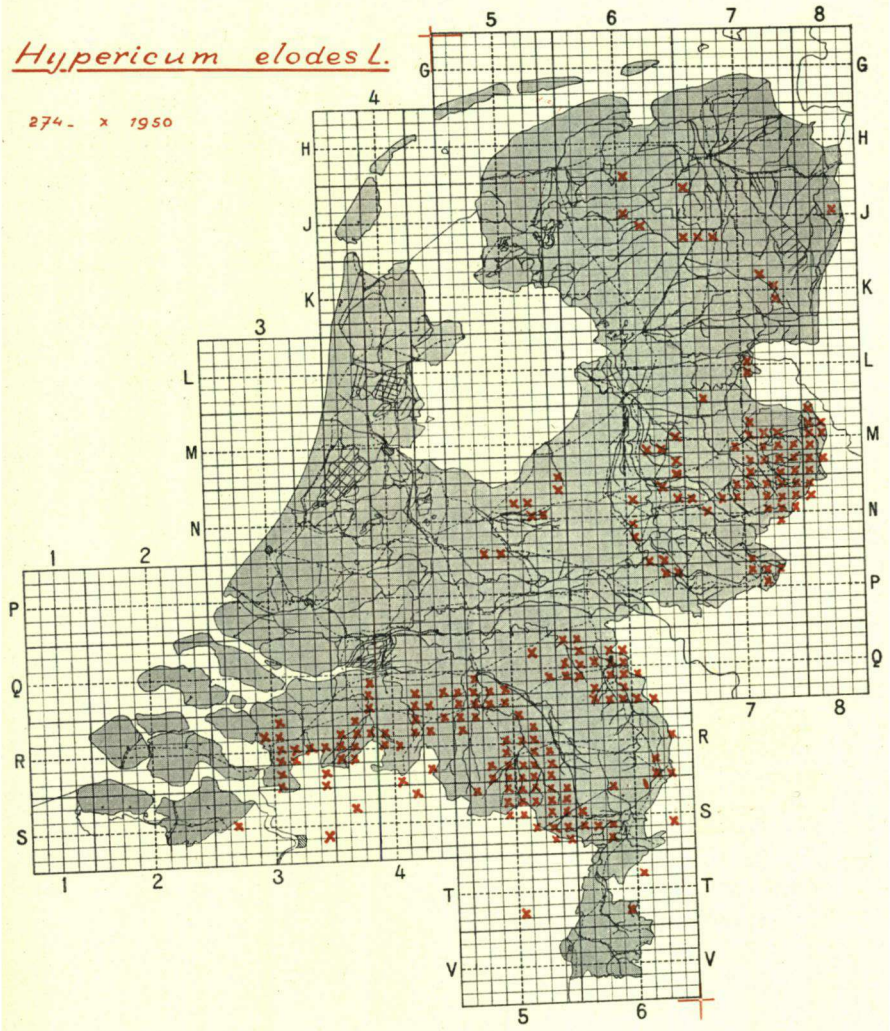 Hypericum elodes L.
274- x 1950
5 6 7 8
G G
4
H H
J J
K K
3
L L
M M
N N
1 2
P P
Q Q
7 8
R R
S S
1 2 3 4
T T
V V
5 6